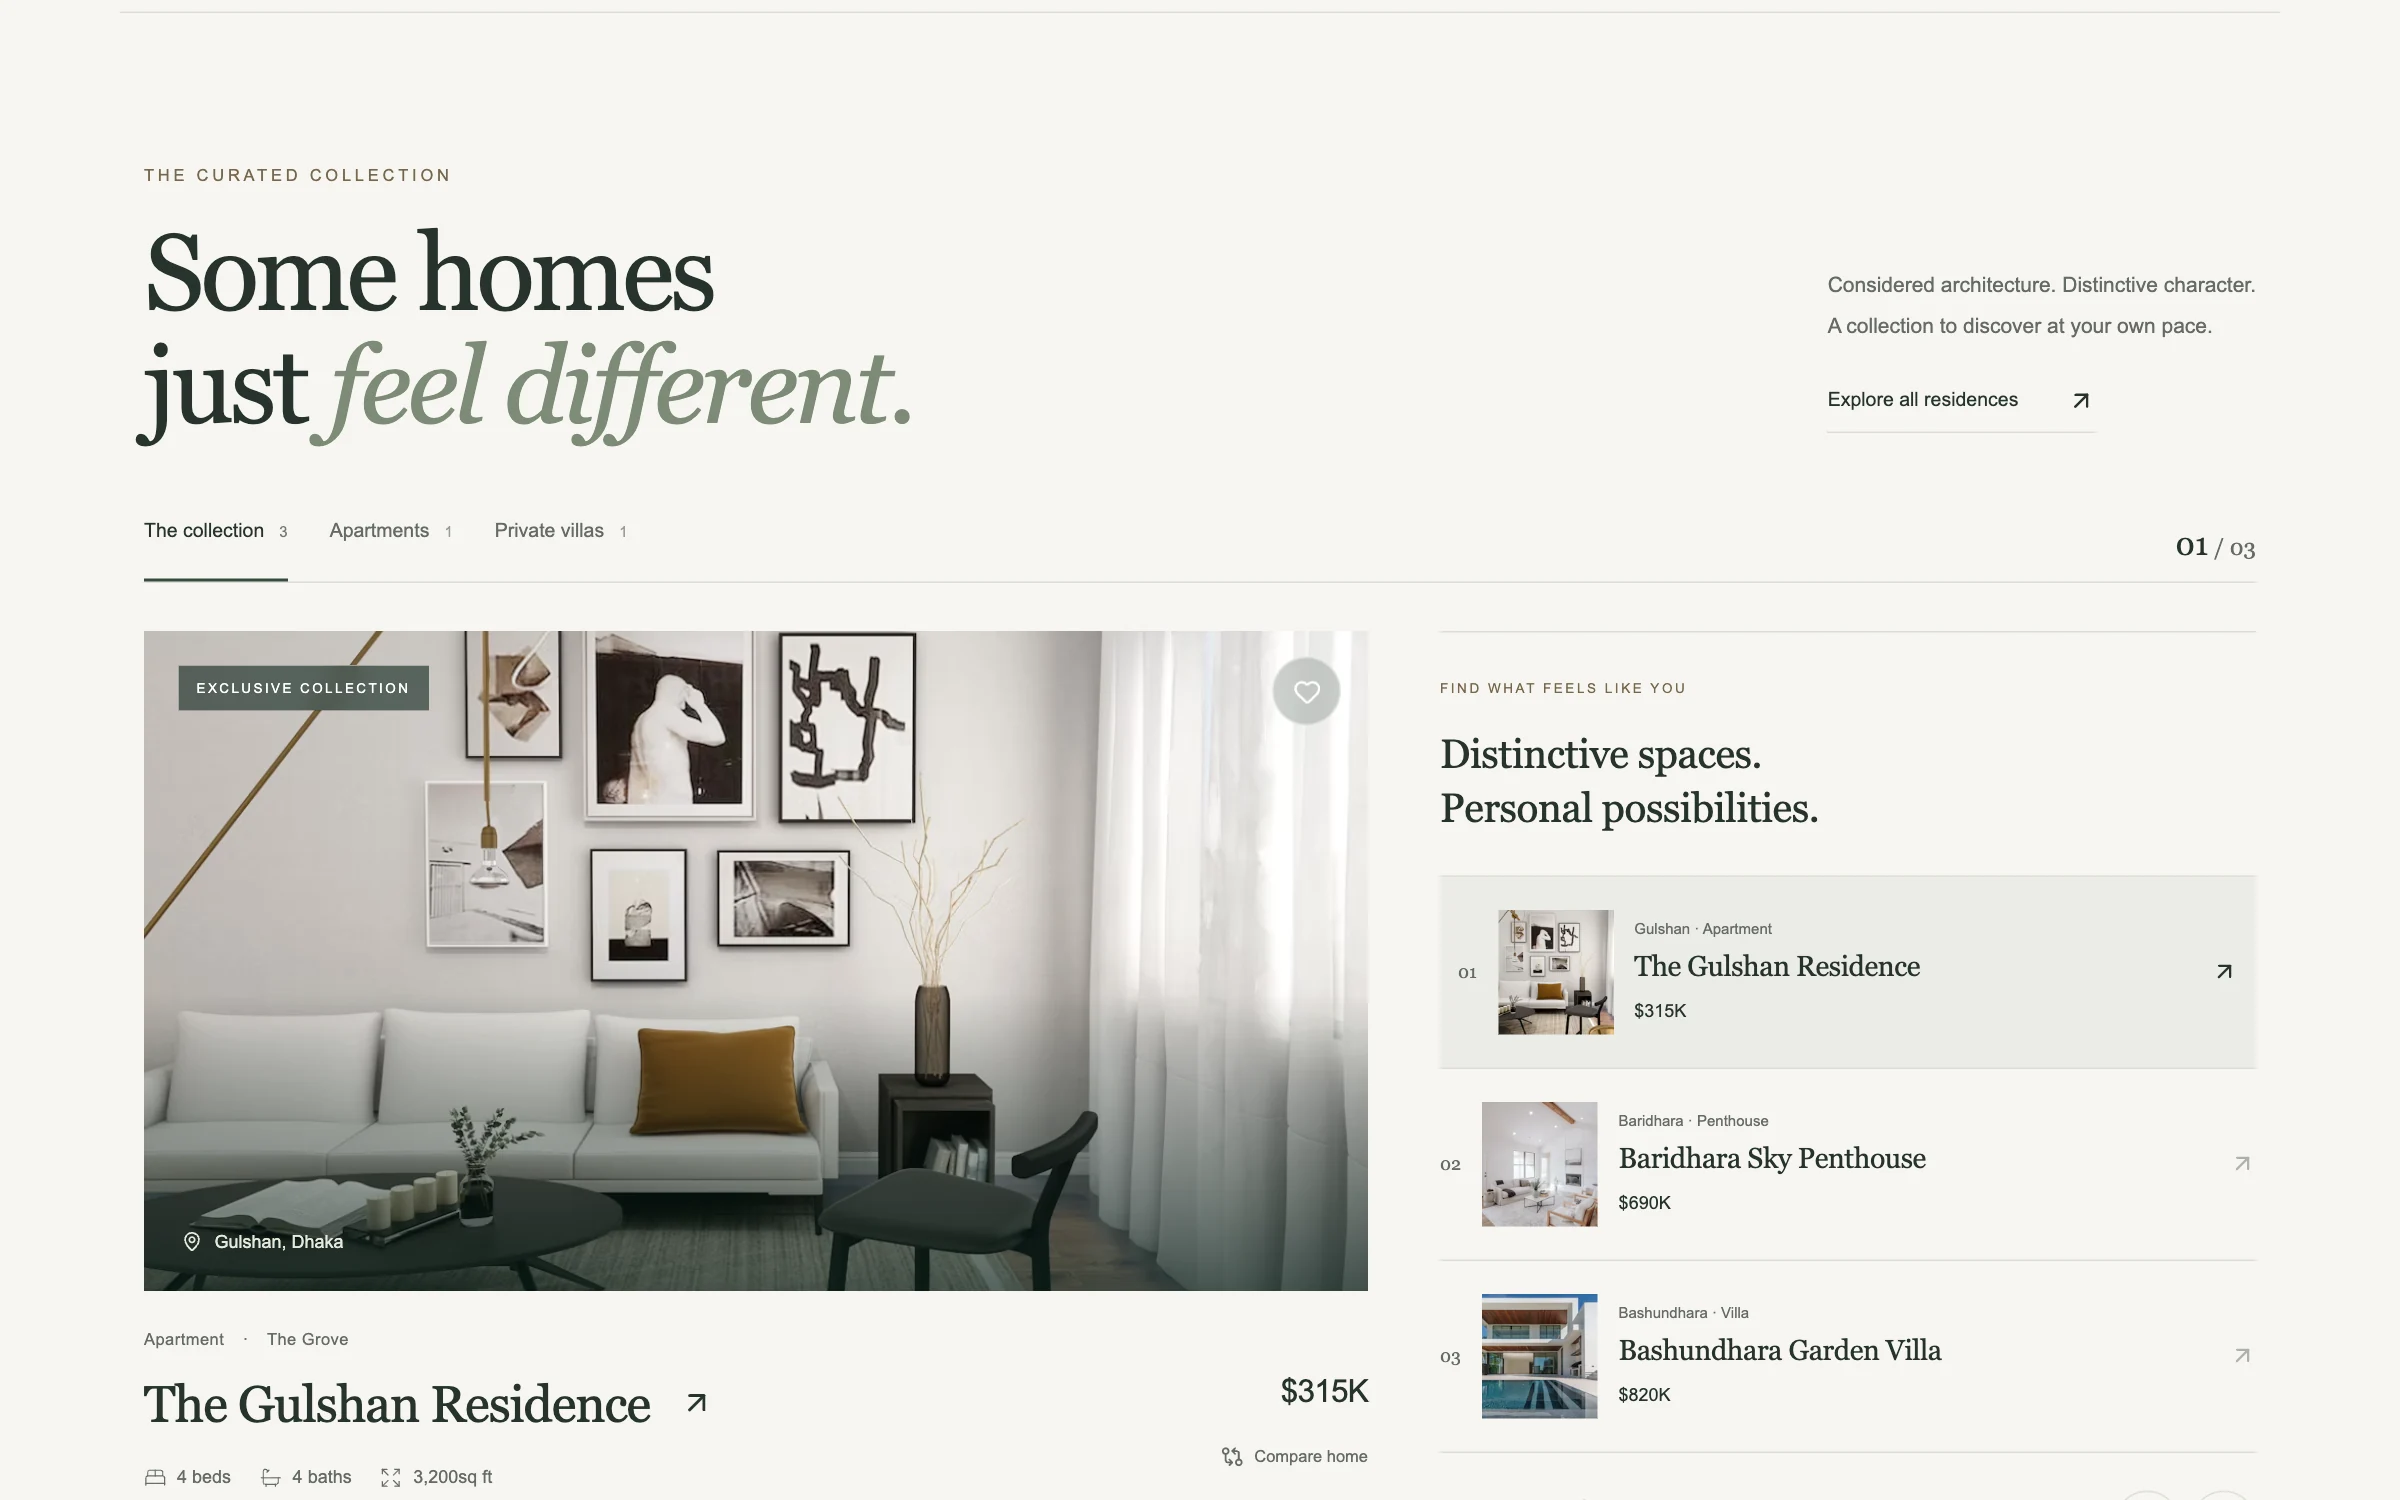 THE CURATED COLLECTION
Some homes
just feel different.
Considered architecture. Distinctive character.
A collection to discover at your own pace.
Explore all residences
The collection 3 Apartments 1 Private villas 1
01 / 03
EXCLUSIVE COLLECTION
Gulshan, Dhaka
Apartment · The Grove
The Gulshan Residence
$315K
4 beds 4 baths 3,200sq ft
Compare home
FIND WHAT FEELS LIKE YOU
Distinctive spaces.
Personal possibilities.
01
Gulshan · Apartment
The Gulshan Residence
$315K
02
Baridhara · Penthouse
Baridhara Sky Penthouse
$690K
03
Bashundhara · Villa
Bashundhara Garden Villa
$820K